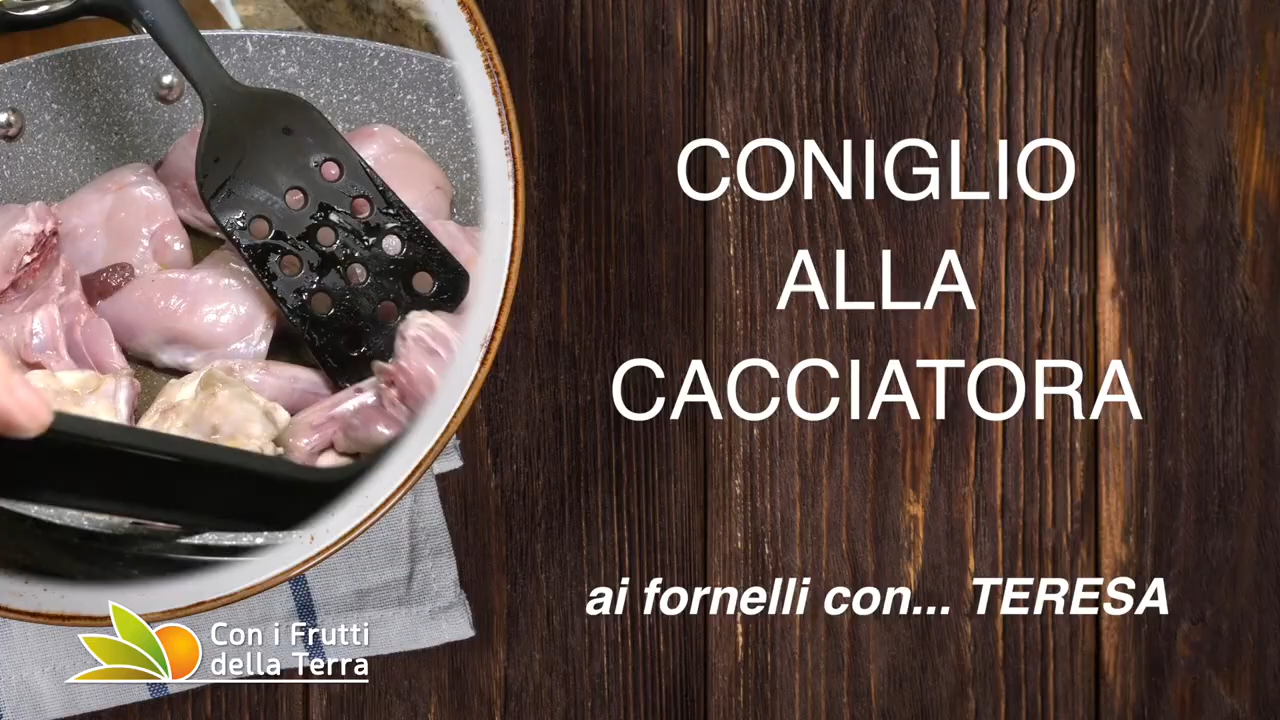 CONIGLIO
ALLA
CACCIATORA
ai fornelli con... TERESA
Con i Frutti
della Terra